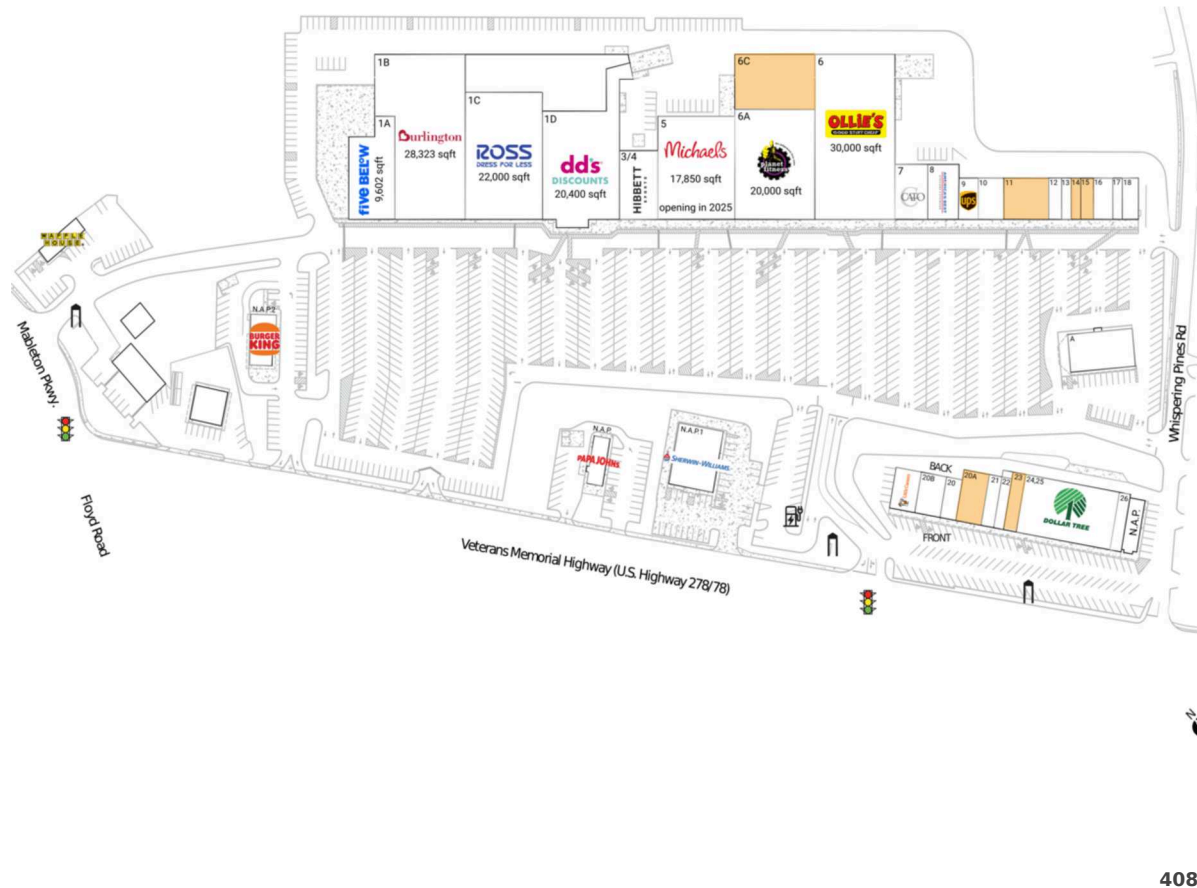 1B
6C
6
1C
1A
1D
6A
5
Burlington
28,323 sqft
five BEL°W
9,602 sqft
ROSS
DRESS FOR LESS
22,000 sqft
dd's
DISCOUNTS
20,400 sqft
3/4
HIBBETT
SPORTS
Michaels
17,850 sqft
opening in 2025
planet fitness
20,000 sqft
OLLIE'S
30,000 sqft
7
CATO
8
9
ups
10
11
12
13
14
15
16
17
18
WAFFLE
HOUSE
N.A.P.2
BURGER
KING
A
Mableton Pkwy.
Whispering Pines Rd
N.A.P.
PAPA JOHNS
N.A.P.1
SHERWIN-WILLIAMS
BACK
20B
20
20A
21
22
23
24,25
26
DOLLAR TREE
N.A.P.
FRONT
Floyd Road
Veterans Memorial Highway (U.S. Highway 278/78)
N
408